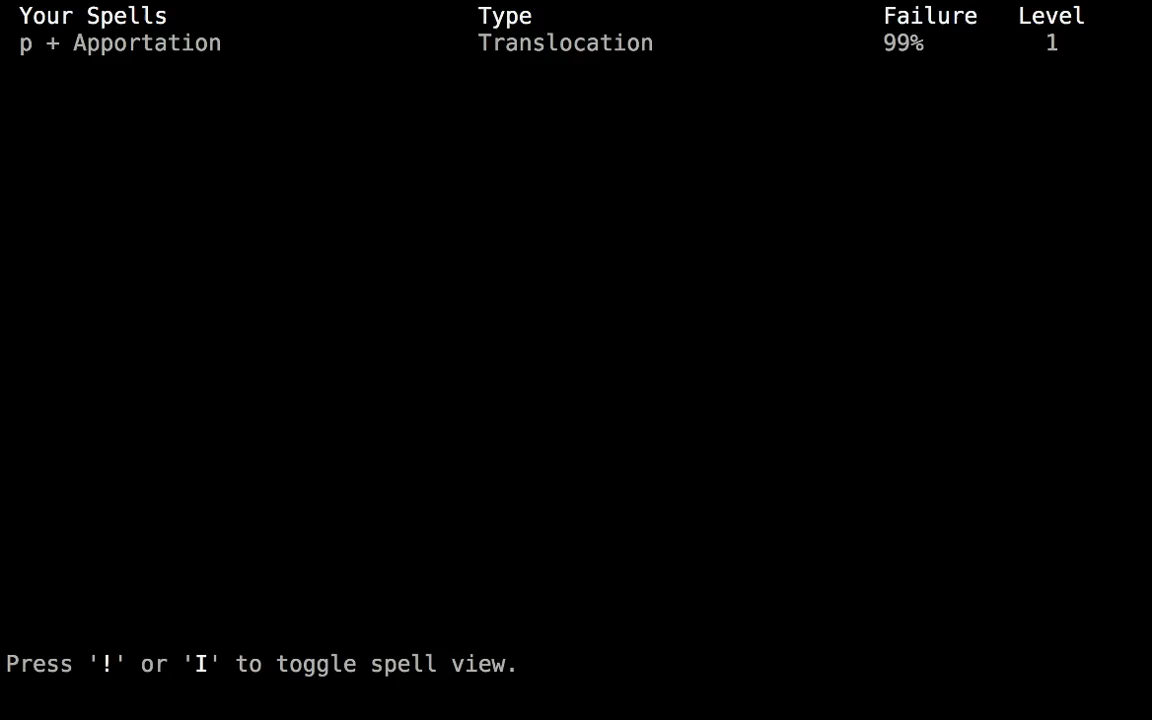 Your Spells Type Failure Level
p + Apportation Translocation 99% 1
Press '!' or 'I' to toggle spell view.